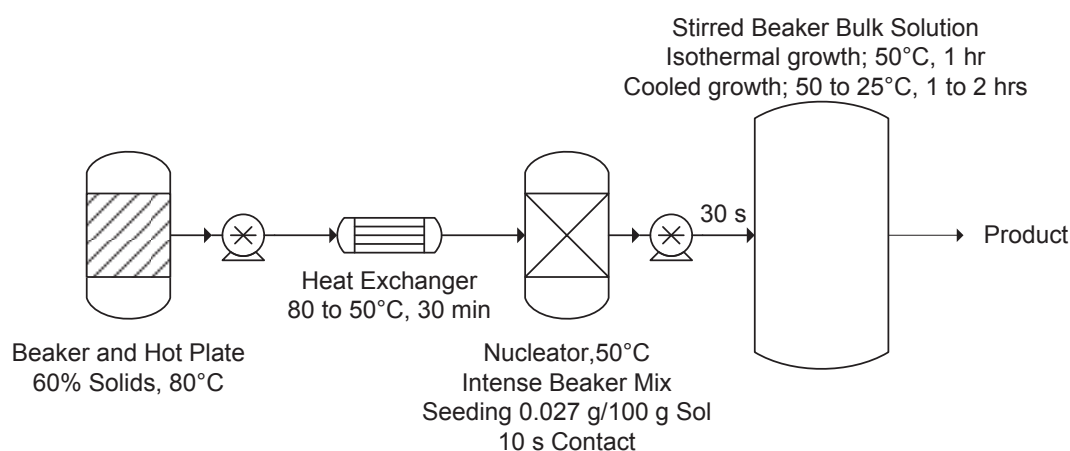 Stirred Beaker Bulk Solution
Isothermal growth; 50°C, 1 hr
Cooled growth; 50 to 25°C, 1 to 2 hrs
30 s
Product
Heat Exchanger
80 to 50°C, 30 min
Beaker and Hot Plate
60% Solids, 80°C
Nucleator,50°C
Intense Beaker Mix
Seeding 0.027 g/100 g Sol
10 s Contact